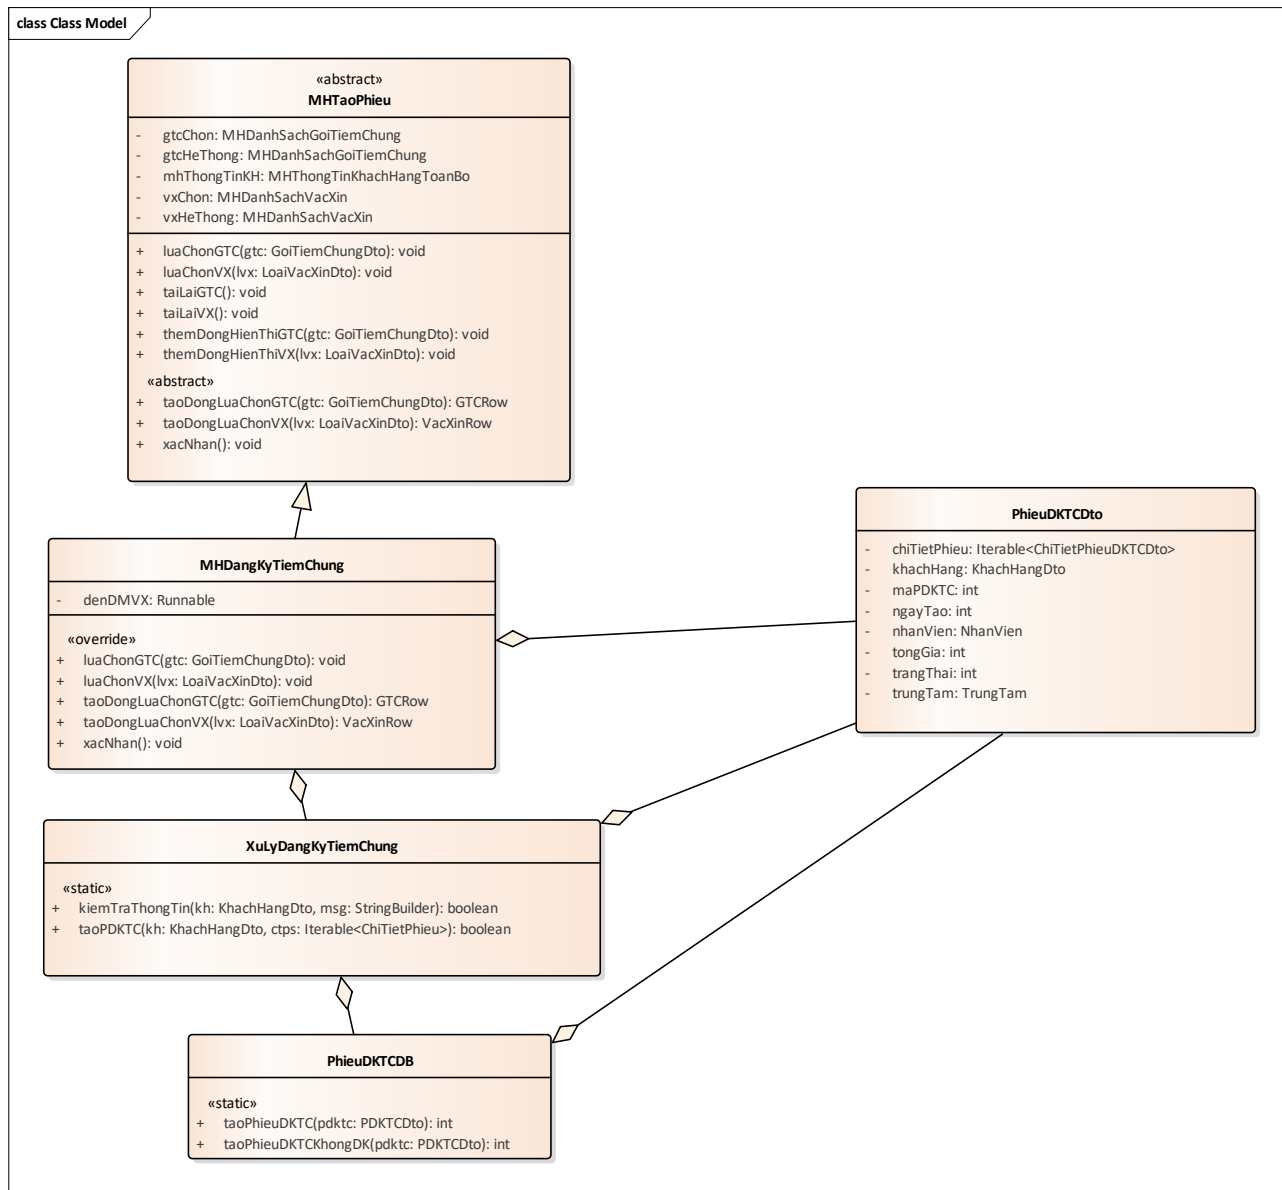 class Class Model
«abstract»
MHTaoPhieu
- gtcChon: MHDanhSachGoiTiemChung
- gtcHeThong: MHDanhSachGoiTiemChung
- mhThongTinKH: MHThongTinKhachHangToanBo
- vxChon: MHDanhSachVacXin
- vxHeThong: MHDanhSachVacXin
+ luaChonGTC(gtc: GoiTiemChungDto): void
+ luaChonVX(lvx: LoaiVacXinDto): void
+ taiLaiGTC(): void
+ taiLaiVX(): void
+ themDongHienThiGTC(gtc: GoiTiemChungDto): void
+ themDongHienThiVX(lvx: LoaiVacXinDto): void
«abstract»
+ taoDongLuaChonGTC(gtc: GoiTiemChungDto): GTCRow
+ taoDongLuaChonVX(lvx: LoaiVacXinDto): VacXinRow
+ xacNhan(): void
MHDangKyTiemChung
- denDMVX: Runnable
«override»
+ luaChonGTC(gtc: GoiTiemChungDto): void
+ luaChonVX(lvx: LoaiVacXinDto): void
+ taoDongLuaChonGTC(gtc: GoiTiemChungDto): GTCRow
+ taoDongLuaChonVX(lvx: LoaiVacXinDto): VacXinRow
+ xacNhan(): void
PhieuDKTCDto
- chiTietPhieu: Iterable<ChiTietPhieuDKTCDto>
- khachHang: KhachHangDto
- maPDKTC: int
- ngayTao: int
- nhanVien: NhanVien
- tongGia: int
- trangThai: int
- trungTam: TrungTam
XuLyDangKyTiemChung
«static»
+ kiemTraThongTin(kh: KhachHangDto, msg: StringBuilder): boolean
+ taoPDKTC(kh: KhachHangDto, ctps: Iterable<ChiTietPhieu>): boolean
PhieuDKTCDB
«static»
+ taoPhieuDKTC(pdktc: PDKTCDto): int
+ taoPhieuDKTCKhongDK(pdktc: PDKTCDto): int